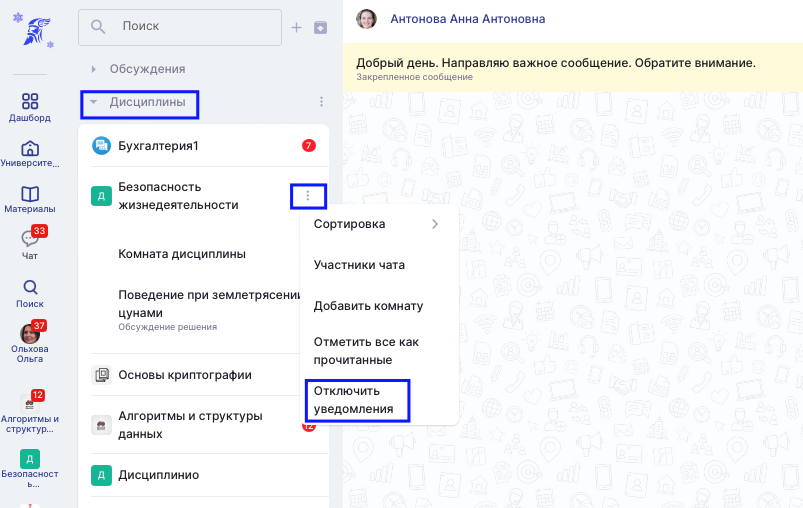 Дашборд
Университе...
Материалы
33
Чат
Поиск
37
Ольхова
Ольга
12
Алгоритмы и
структур...
Д
Безопасност
ь...
Поиск
Обсуждения
Дисциплины
Бухгалтерия1
7
Д
Безопасность
жизнедеятельности
Комната дисциплины
Поведение при землетрясении
цунами
Обсуждение решения
Основы криптографии
Алгоритмы и структуры
данных
12
Д
Дисциплинио
Сортировка
Участники чата
Добавить комнату
Отметить все как
прочитанные
Отключить
уведомления
Антонова Анна Антоновна
Добрый день. Направляю важное сообщение. Обратите внимание.
Закрепленное сообщение